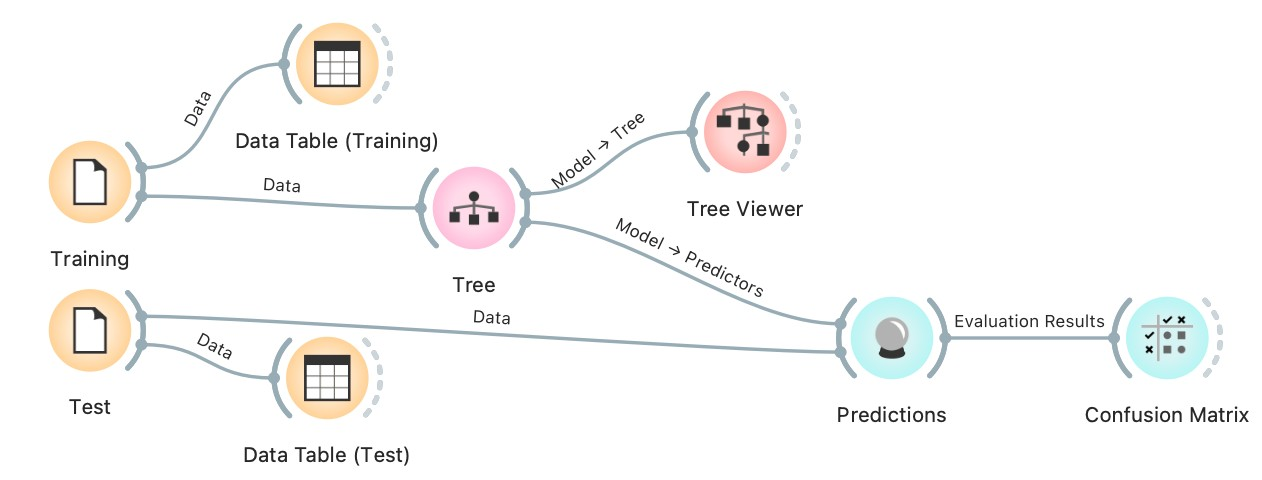 Data
Data Table (Training)
Training
Data
Tree
Model → Tree
Tree Viewer
Model → Predictors
Test
Data
Data
Data Table (Test)
Predictions
Evaluation Results
Confusion Matrix